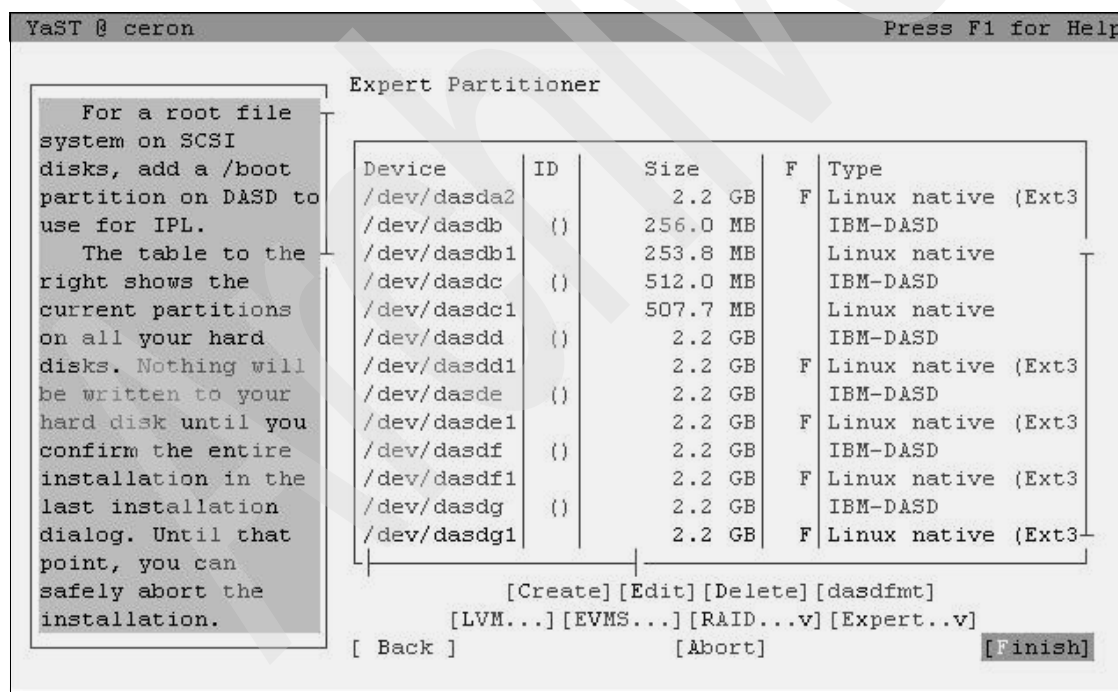 YaST @ ceron Press F1 for Help
For a root file
system on SCSI
disks, add a /boot
partition on DASD to
use for IPL.
The table to the
right shows the
current partitions
on all your hard
disks. Nothing will
be written to your
hard disk until you
confirm the entire
installation in the
last installation
dialog. Until that
point, you can
safely abort the
installation.
Expert Partitioner
Device ID Size F Type
/dev/dasda2 2.2 GB F Linux native (Ext3
/dev/dasdb () 256.0 MB IBM-DASD
/dev/dasdb1 253.8 MB Linux native
/dev/dasdc () 512.0 MB IBM-DASD
/dev/dasdc1 507.7 MB Linux native
/dev/dasdd () 2.2 GB IBM-DASD
/dev/dasdd1 2.2 GB F Linux native (Ext3
/dev/dasde () 2.2 GB IBM-DASD
/dev/dasde1 2.2 GB F Linux native (Ext3
/dev/dasdf () 2.2 GB IBM-DASD
/dev/dasdf1 2.2 GB F Linux native (Ext3
/dev/dasdg () 2.2 GB IBM-DASD
/dev/dasdg1 2.2 GB F Linux native (Ext3
[Create][Edit][Delete][dasdfmt]
[LVM...][EVMS...][RAID...v][Expert..v]
[ Back ] [Abort] [Finish]